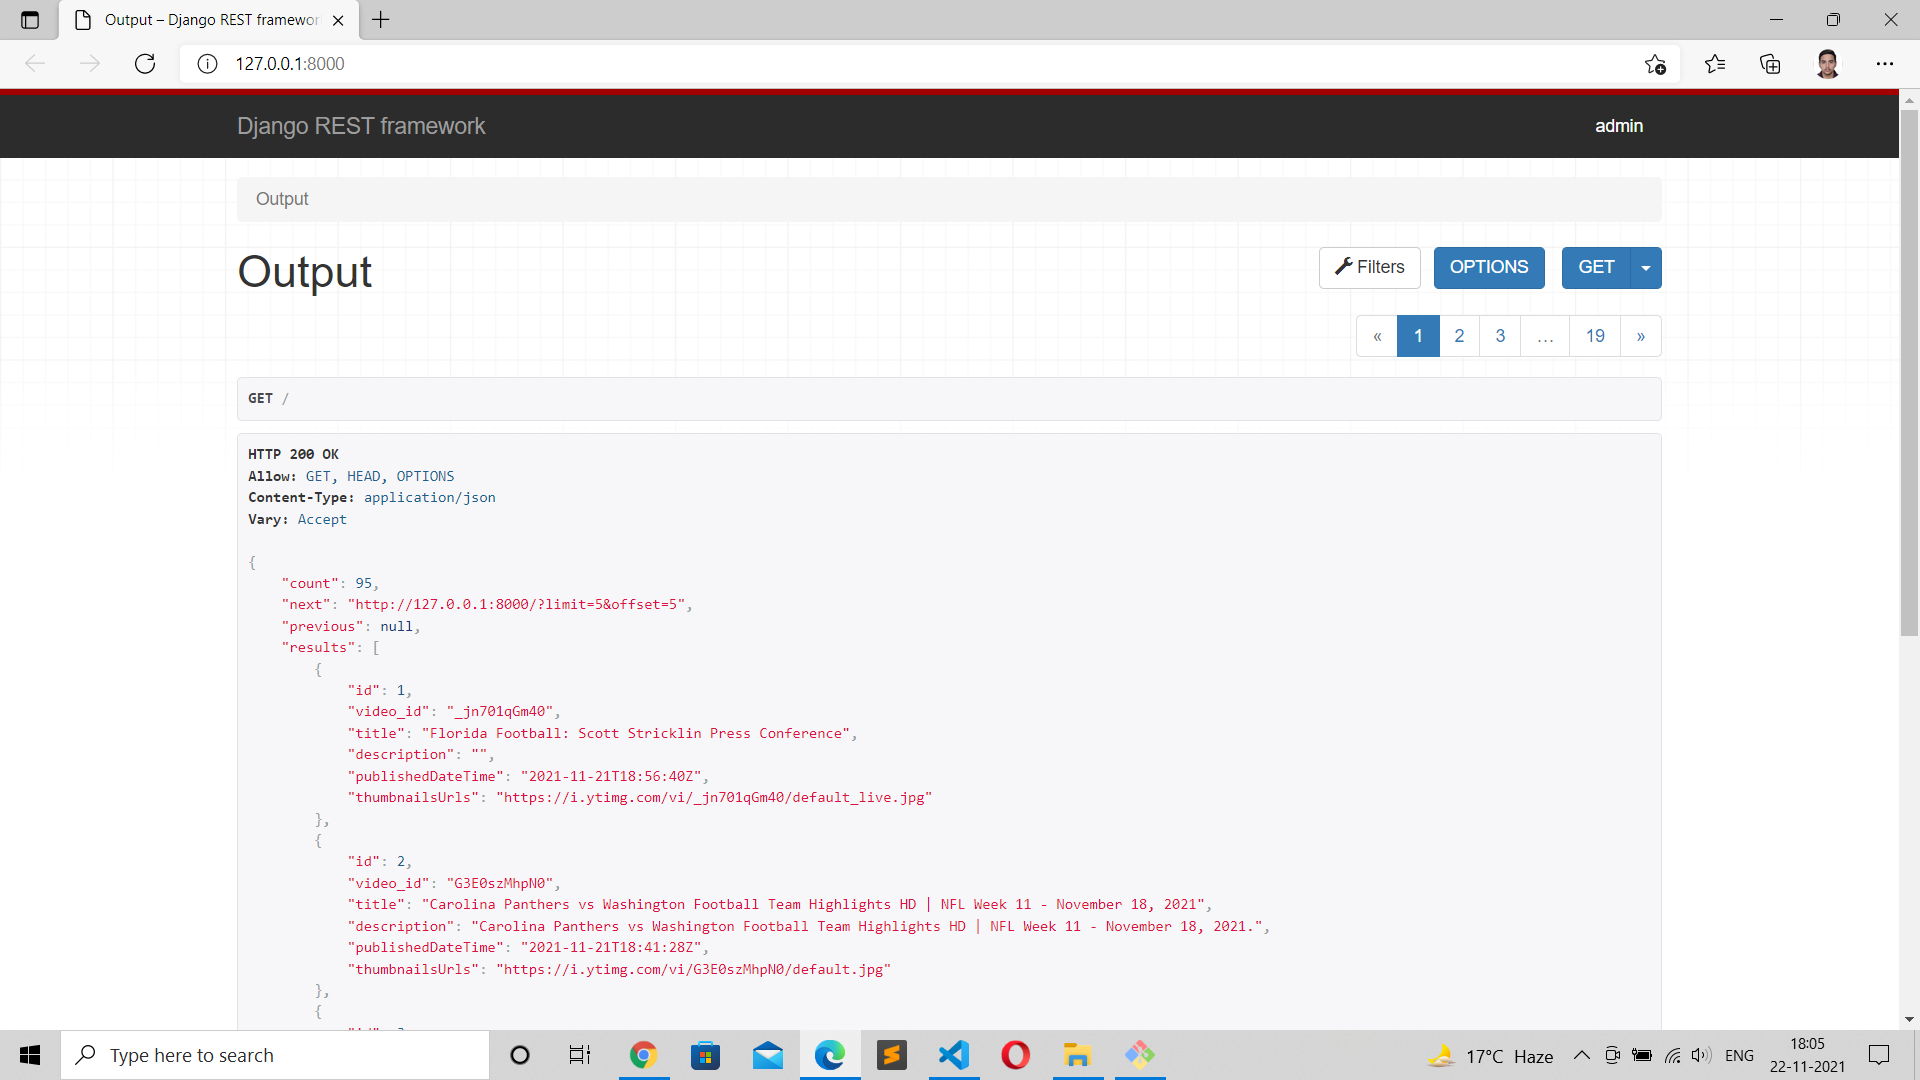 Output – Django REST framewor
127.0.0.1:8000
Django REST framework
admin
Output
Output
Filters
OPTIONS
GET
« 1 2 3 … 19 »
GET /
HTTP 200 OK
Allow: GET, HEAD, OPTIONS
Content-Type: application/json
Vary: Accept
{
"count": 95,
"next": "http://127.0.0.1:8000/?limit=5&offset=5",
"previous": null,
"results": [
{
"id": 1,
"video_id": "_jn701qGm40",
"title": "Florida Football: Scott Stricklin Press Conference",
"description": "",
"publishedDateTime": "2021-11-21T18:56:40Z",
"thumbnailsUrls": "https://i.ytimg.com/vi/_jn701qGm40/default_live.jpg"
},
{
"id": 2,
"video_id": "G3E0szMhpN0",
"title": "Carolina Panthers vs Washington Football Team Highlights HD | NFL Week 11 - November 18, 2021",
"description": "Carolina Panthers vs Washington Football Team Highlights HD | NFL Week 11 - November 18, 2021.",
"publishedDateTime": "2021-11-21T18:41:28Z",
"thumbnailsUrls": "https://i.ytimg.com/vi/G3E0szMhpN0/default.jpg"
},
{
Type here to search
17°C Haze
ENG
18:05
22-11-2021